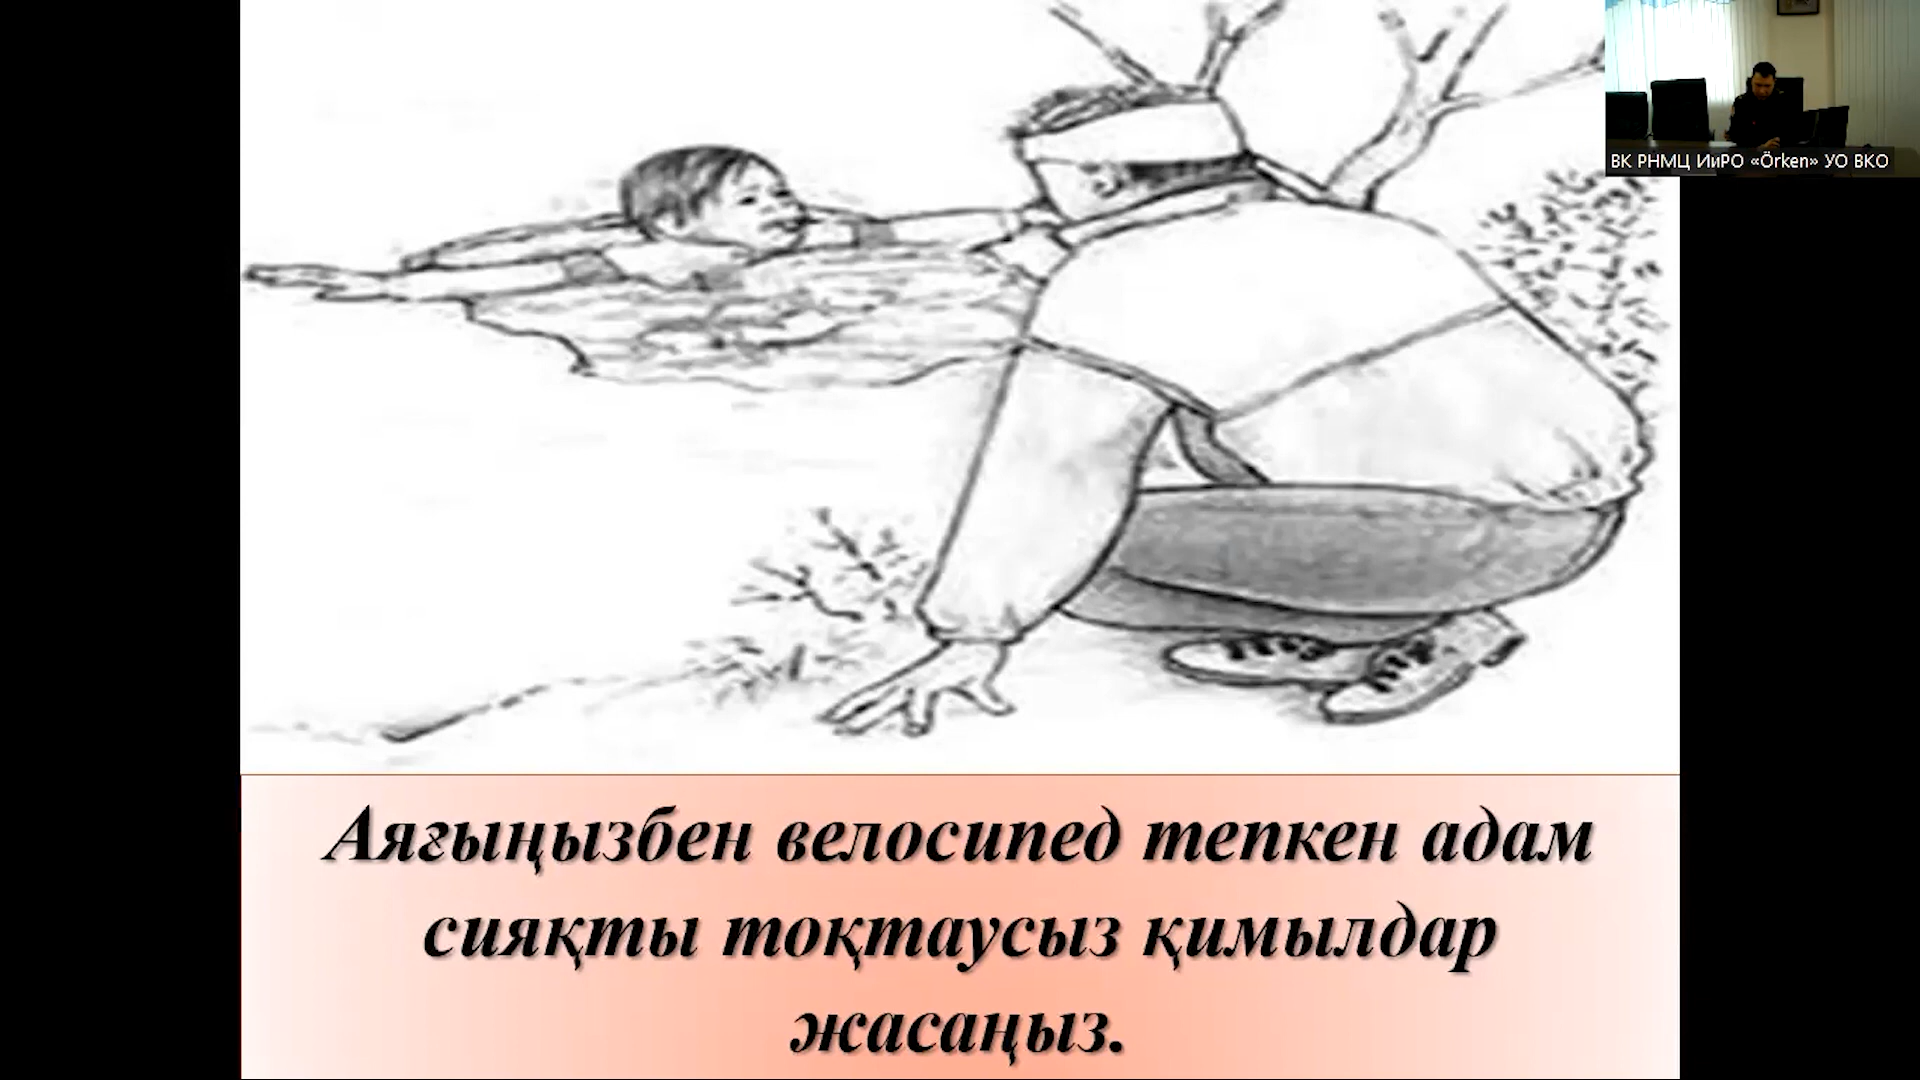 ВК РНМЦ ИиРО «Örken» УО ВКО
Аяғыңызбен велосипед тепкен адам
сияқты тоқтаусыз қимылдар
жасаңыз.